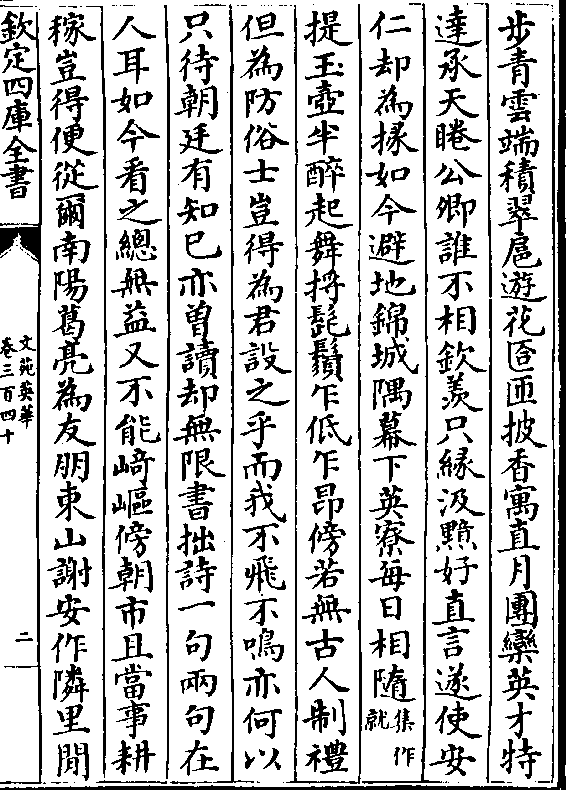 步青雲端積翠扈遊花匼匝披香寓直月團欒英才特
達承天睠公卿誰不相欽羨只緣汲黯好直言遂使安
仁却為掾如今避地錦城隅幕下英寮每日相隨集作就
提玉壺半醉起舞捋髭鬚乍低乍昂傍若無古人制禮
但為防俗士豈得為君設之乎而我不飛不鳴亦何以
只待朝廷有知已亦曽讀却無限書拙詩一句兩句在
人耳如今看之總無益又不能﨑嶇傍朝市且當事耕
稼豈得便從爾南陽葛亮為友朋東山謝安作隣里閒
欽定四庫全書
文苑英華
卷三百四十
二